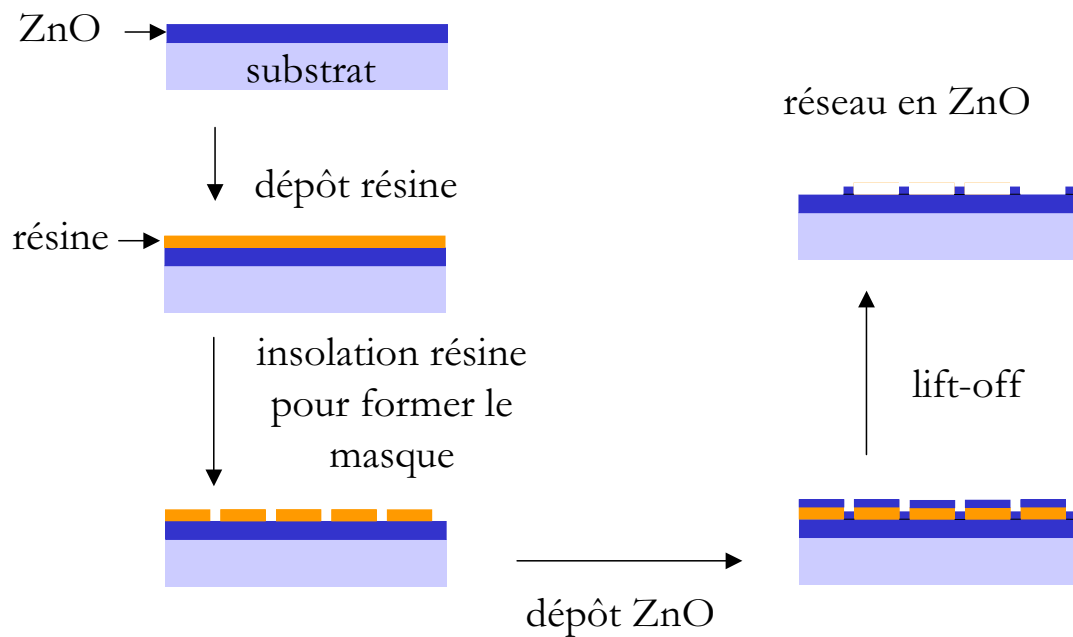 ZnO
substrat
dépôt résine
résine
insolation résine
pour former le
masque
dépôt ZnO
lift-off
réseau en ZnO